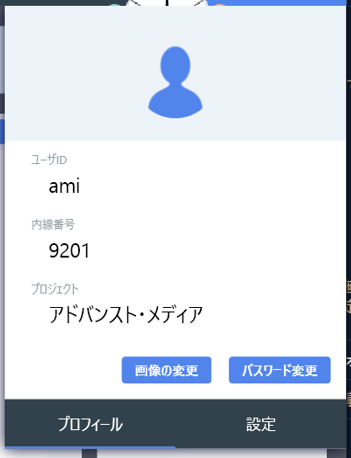 ユーザID
ami
内線番号
9201
プロジェクト
アドバンスト・メディア
画像の変更
パスワード変更
プロフィール
設定